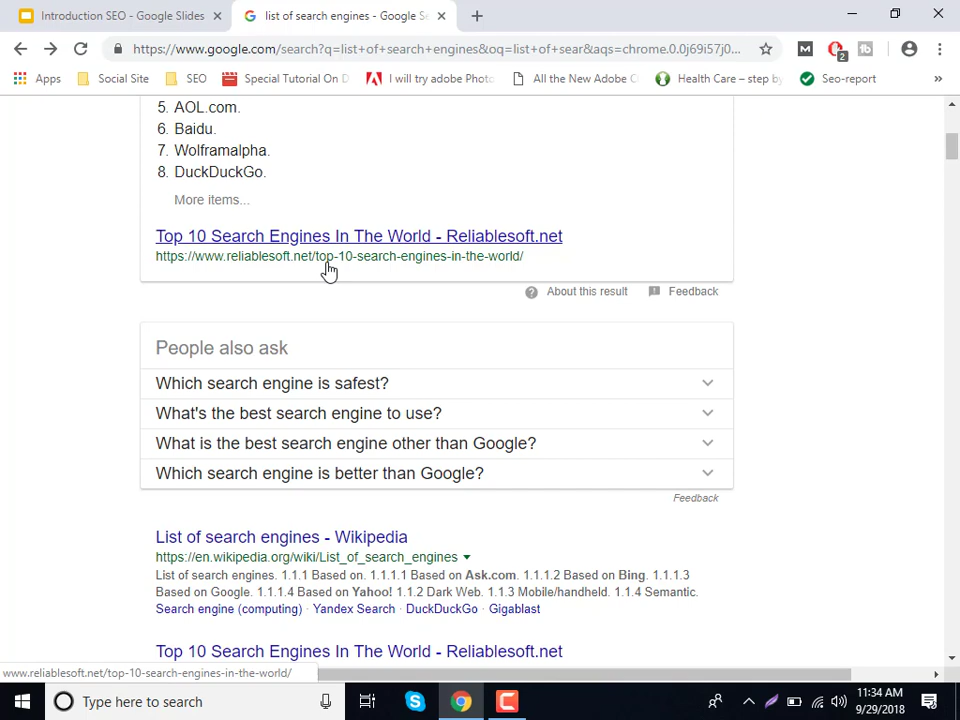 Introduction SEO - Google Slides
list of search engines - Google Se
https://www.google.com/search?q=list+of+search+engines&oq=list+of+sear&aqs=chrome.0.0j69i57j0...
M
2
tb
Apps
Social Site
SEO
Special Tutorial On D
I will try adobe Photo
All the New Adobe C
Health Care – step by
Seo-report
»
5. AOL.com.
6. Baidu.
7. Wolframalpha.
8. DuckDuckGo.
More items...
Top 10 Search Engines In The World - Reliablesoft.net
https://www.reliablesoft.net/top-10-search-engines-in-the-world/
About this result
Feedback
People also ask
Which search engine is safest?
What's the best search engine to use?
What is the best search engine other than Google?
Which search engine is better than Google?
Feedback
List of search engines - Wikipedia
https://en.wikipedia.org/wiki/List_of_search_engines
List of search engines. 1.1.1 Based on. 1.1.1.1 Based on Ask.com. 1.1.1.2 Based on Bing. 1.1.1.3
Based on Google. 1.1.1.4 Based on Yahoo! 1.1.2 Dark Web. 1.1.3 Mobile/handheld. 1.1.4 Semantic.
Search engine (computing) · Yandex Search · DuckDuckGo · Gigablast
Top 10 Search Engines In The World - Reliablesoft.net
www.reliablesoft.net/top-10-search-engines-in-the-world/
Type here to search
11:34 AM
9/29/2018